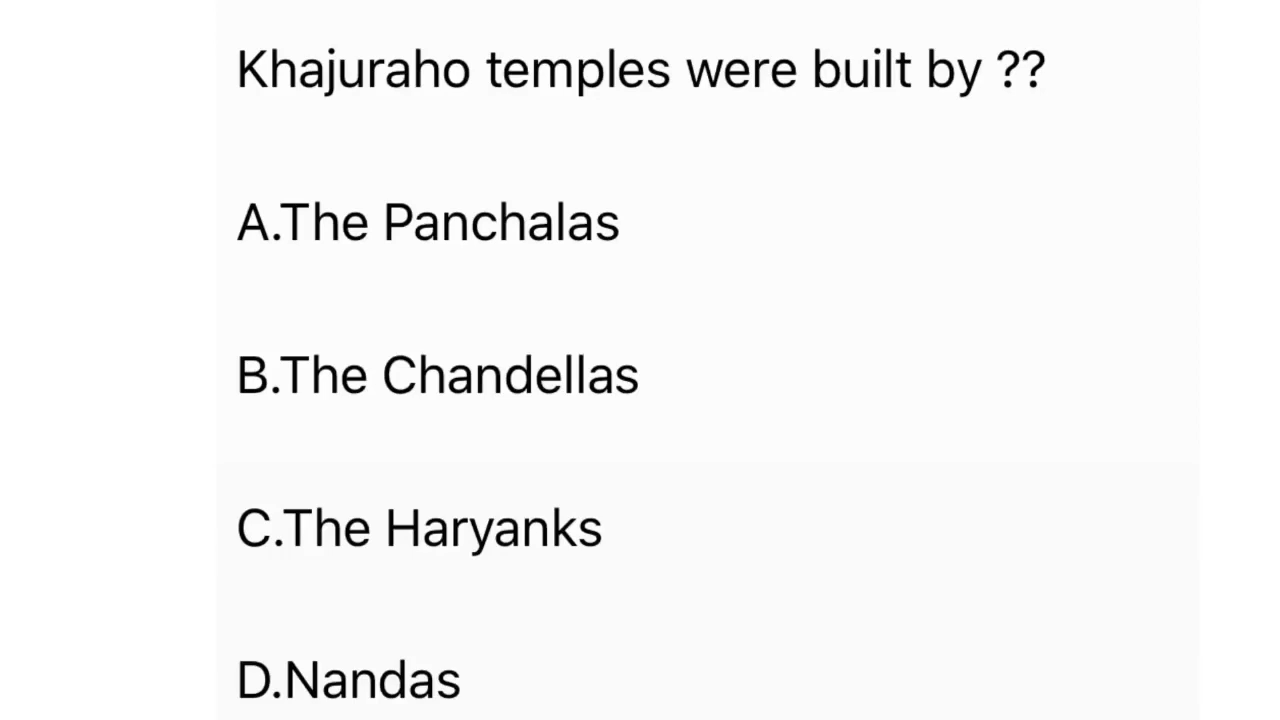 Khajuraho temples were built by ??
A.The Panchalas
B.The Chandellas
C.The Haryanks
D.Nandas